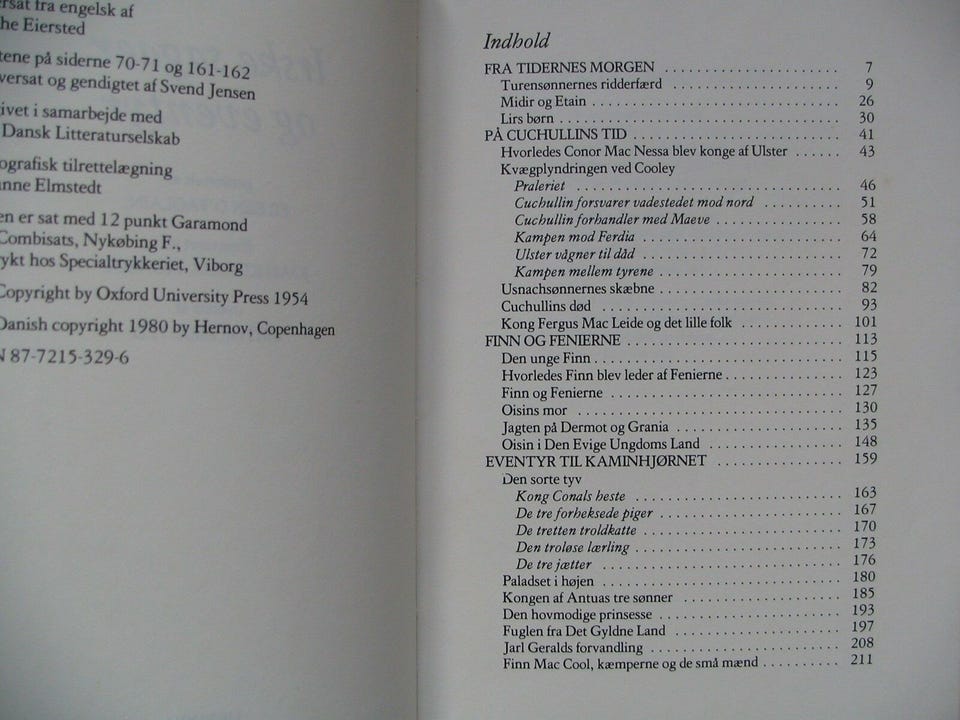 ersat fra engelsk af
he Eiersted
tene på siderne 70-71 og 161-162
versat og gendigtet af Svend Jensen
ivet i samarbejde med
Dansk Litteraturselskab
ografisk tilrettelægning
nne Elmstedt
en er sat med 12 punkt Garamond
Combisats, Nykøbing F.,
ykt hos Specialtrykkeriet, Viborg
Copyright by Oxford University Press 1954
Danish copyright 1980 by Hernov, Copenhagen
N 87-7215-329-6
Indhold
FRA TIDERNES MORGEN . . . . . . . . . . . . . . . . . . . . . . 7
Turensønnernes ridderfærd . . . . . . . . . . . . . . . . . . . . . 9
Midir og Etain . . . . . . . . . . . . . . . . . . . . . . . . . . . . . . . 26
Lirs børn . . . . . . . . . . . . . . . . . . . . . . . . . . . . . . . . . . . 30
PÅ CUCHULLINS TID . . . . . . . . . . . . . . . . . . . . . . . . . . 41
Hvorledes Conor Mac Nessa blev konge af Ulster . . . . . . 43
Kvægplyndringen ved Cooley
Praleriet . . . . . . . . . . . . . . . . . . . . . . . . . . . . . . . . . 46
Cuchullin forsvarer vadestedet mod nord . . . . . . . . . . 51
Cuchullin forhandler med Maeve . . . . . . . . . . . . . . . . 58
Kampen mod Ferdia . . . . . . . . . . . . . . . . . . . . . . . . . 64
Ulster vågner til dåd . . . . . . . . . . . . . . . . . . . . . . . . . 72
Kampen mellem tyrene . . . . . . . . . . . . . . . . . . . . . . . 79
Usnachsønnernes skæbne . . . . . . . . . . . . . . . . . . . . . . . 82
Cuchullins død . . . . . . . . . . . . . . . . . . . . . . . . . . . . . . 93
Kong Fergus Mac Leide og det lille folk . . . . . . . . . . . . . 101
FINN OG FENIERNE . . . . . . . . . . . . . . . . . . . . . . . . . . . 113
Den unge Finn . . . . . . . . . . . . . . . . . . . . . . . . . . . . . . . 115
Hvorledes Finn blev leder af Fenierne . . . . . . . . . . . . . . . 123
Finn og Fenierne . . . . . . . . . . . . . . . . . . . . . . . . . . . . . 127
Oisins mor . . . . . . . . . . . . . . . . . . . . . . . . . . . . . . . . . 130
Jagten på Dermot og Grania . . . . . . . . . . . . . . . . . . . . . 135
Oisin i Den Evige Ungdoms Land . . . . . . . . . . . . . . . . . 148
EVENTYR TIL KAMINHJØRNET . . . . . . . . . . . . . . . . 159
Den sorte tyv
Kong Conals heste . . . . . . . . . . . . . . . . . . . . . . . . . . 163
De tre forheksede piger . . . . . . . . . . . . . . . . . . . . . . . 167
De tretten troldkatte . . . . . . . . . . . . . . . . . . . . . . . . . 170
Den troløse lærling . . . . . . . . . . . . . . . . . . . . . . . . . . 173
De tre jætter . . . . . . . . . . . . . . . . . . . . . . . . . . . . . . 176
Paladset i højen . . . . . . . . . . . . . . . . . . . . . . . . . . . . . . 180
Kongen af Antuas tre sønner . . . . . . . . . . . . . . . . . . . . 185
Den hovmodige prinsesse . . . . . . . . . . . . . . . . . . . . . . . 193
Fuglen fra Det Gyldne Land . . . . . . . . . . . . . . . . . . . . . 197
Jarl Geralds forvandling . . . . . . . . . . . . . . . . . . . . . . . . 208
Finn Mac Cool, kæmperne og de små mænd . . . . . . . . . . 211